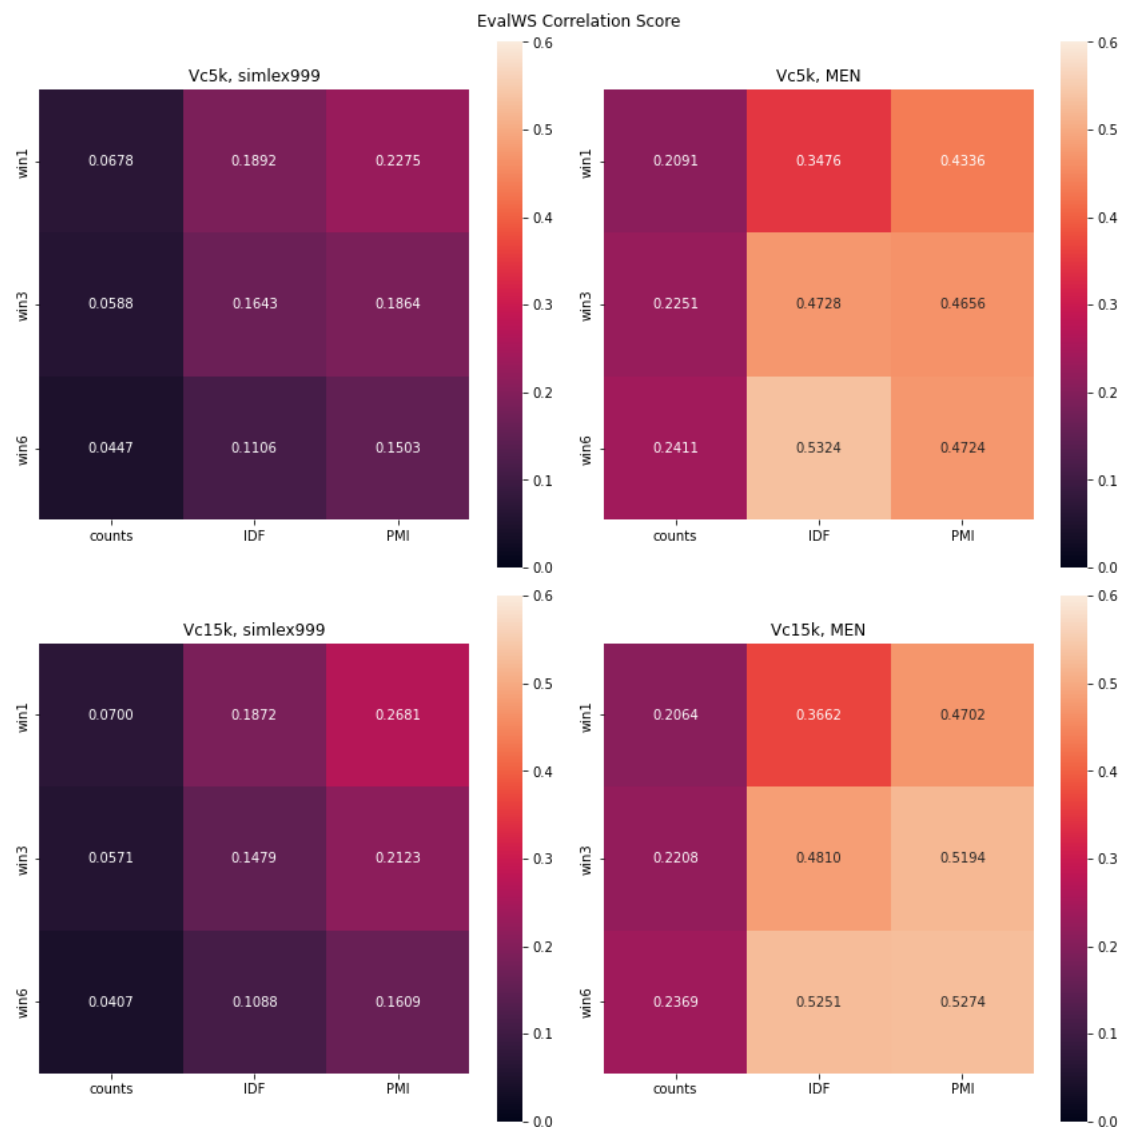 EvalWS Correlation Score
Vc5k, simlex999
win1 0.0678 0.1892 0.2275
win3 0.0588 0.1643 0.1864
win6 0.0447 0.1106 0.1503
counts IDF PMI
0.6
0.5
0.4
0.3
0.2
0.1
0.0
Vc5k, MEN
win1 0.2091 0.3476 0.4336
win3 0.2251 0.4728 0.4656
win6 0.2411 0.5324 0.4724
counts IDF PMI
0.6
0.5
0.4
0.3
0.2
0.1
0.0
Vc15k, simlex999
win1 0.0700 0.1872 0.2681
win3 0.0571 0.1479 0.2123
win6 0.0407 0.1088 0.1609
counts IDF PMI
0.6
0.5
0.4
0.3
0.2
0.1
0.0
Vc15k, MEN
win1 0.2064 0.3662 0.4702
win3 0.2208 0.4810 0.5194
win6 0.2369 0.5251 0.5274
counts IDF PMI
0.6
0.5
0.4
0.3
0.2
0.1
0.0